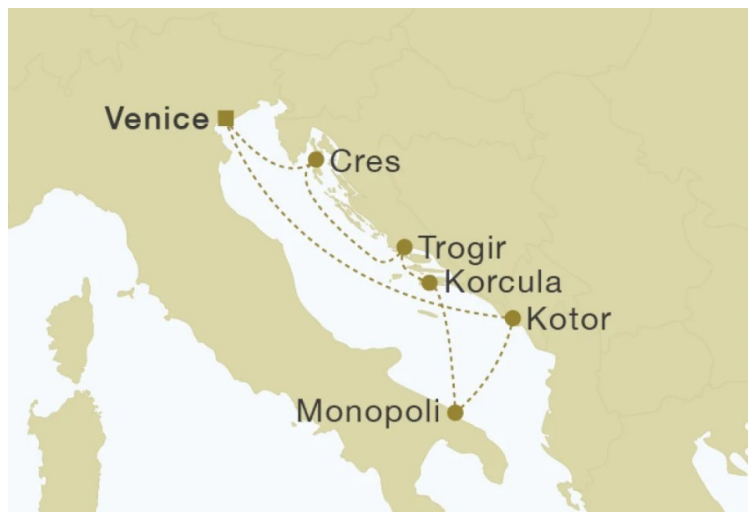 Venice
Cres
Trogir
Korcula
Kotor
Monopoli